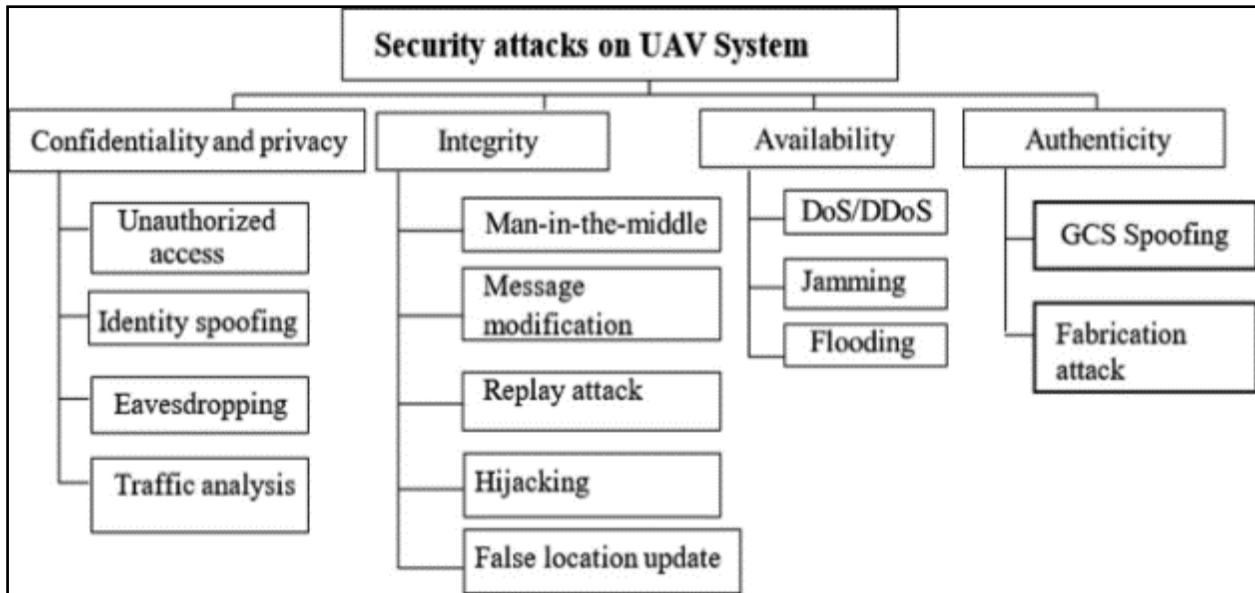 Security attacks on UAV System
Confidentiality and privacy
Unauthorized
access
Identity spoofing
Eavesdropping
Traffic analysis
Integrity
Man-in-the-middle
Message
modification
Replay attack
Hijacking
False location update
Availability
DoS/DDoS
Jamming
Flooding
Authenticity
GCS Spoofing
Fabrication
attack